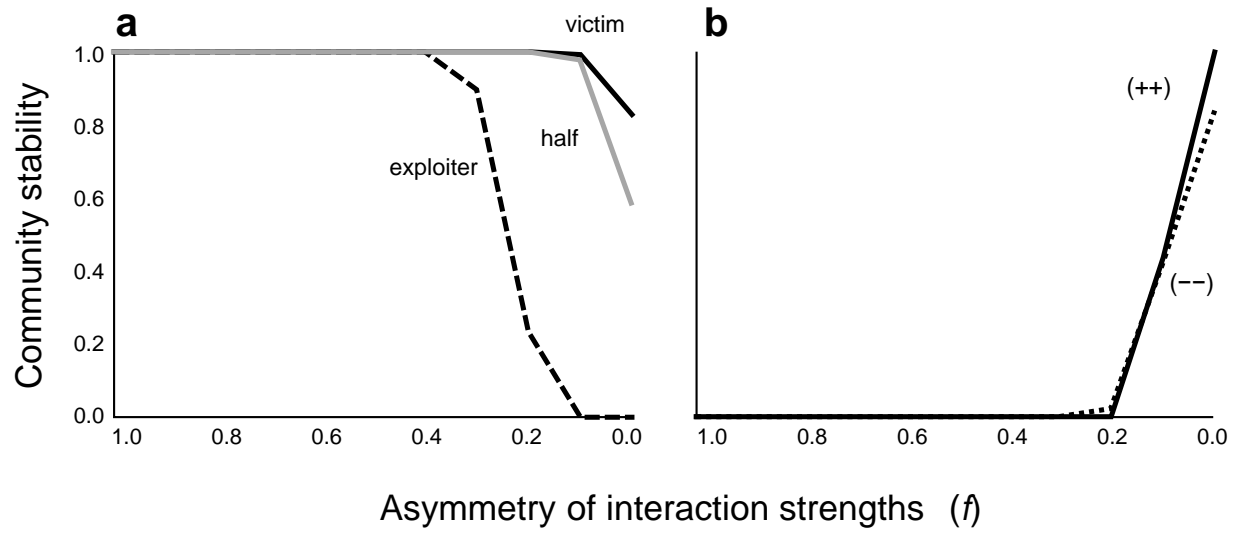 a
victim
b
1.0
0.8
0.6
0.4
0.2
0.0
Community stability
exploiter
half
(++)
(−−)
1.0 0.8 0.6 0.4 0.2 0.0
1.0 0.8 0.6 0.4 0.2 0.0
Asymmetry of interaction strengths (f)